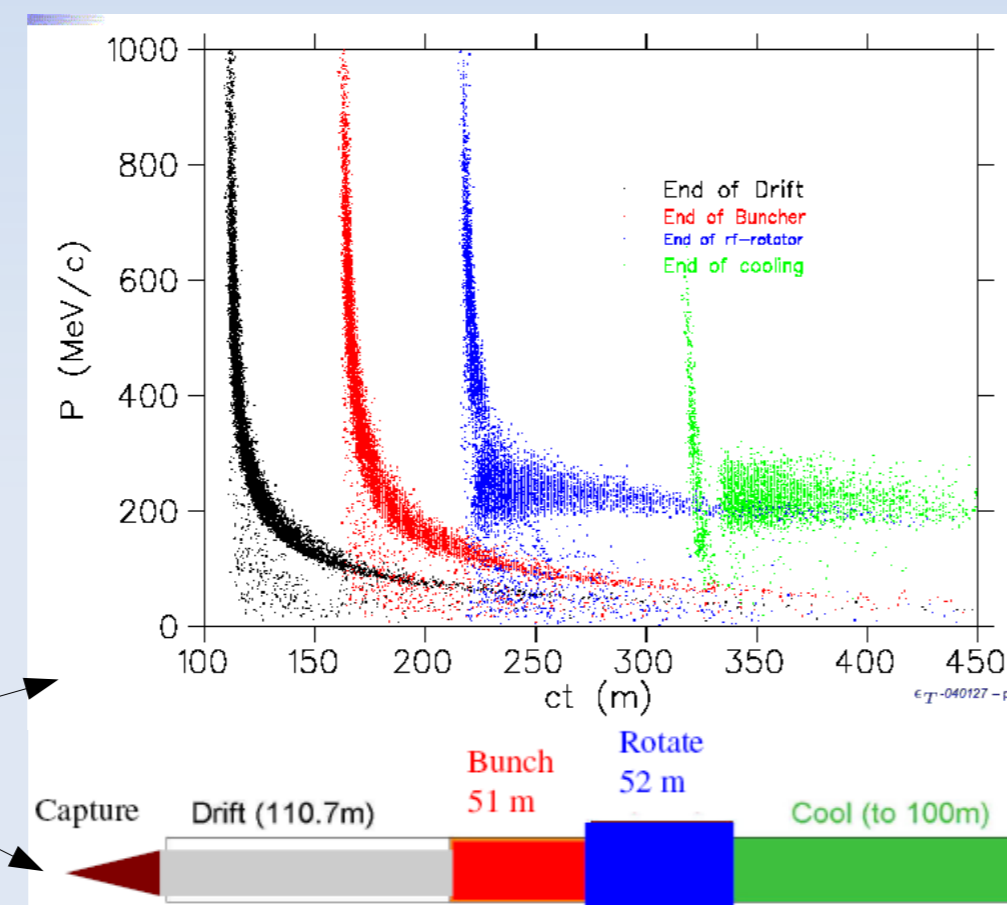 1000
800
600
400
200
0
P (MeV/c)
End of Drift
End of Buncher
End of rf-rotator
End of cooling
100 150 200 250 300 350 400 450
ct (m)
ϵT-040127 – p
Capture
Drift (110.7m)
Bunch
51 m
Rotate
52 m
Cool (to 100m)